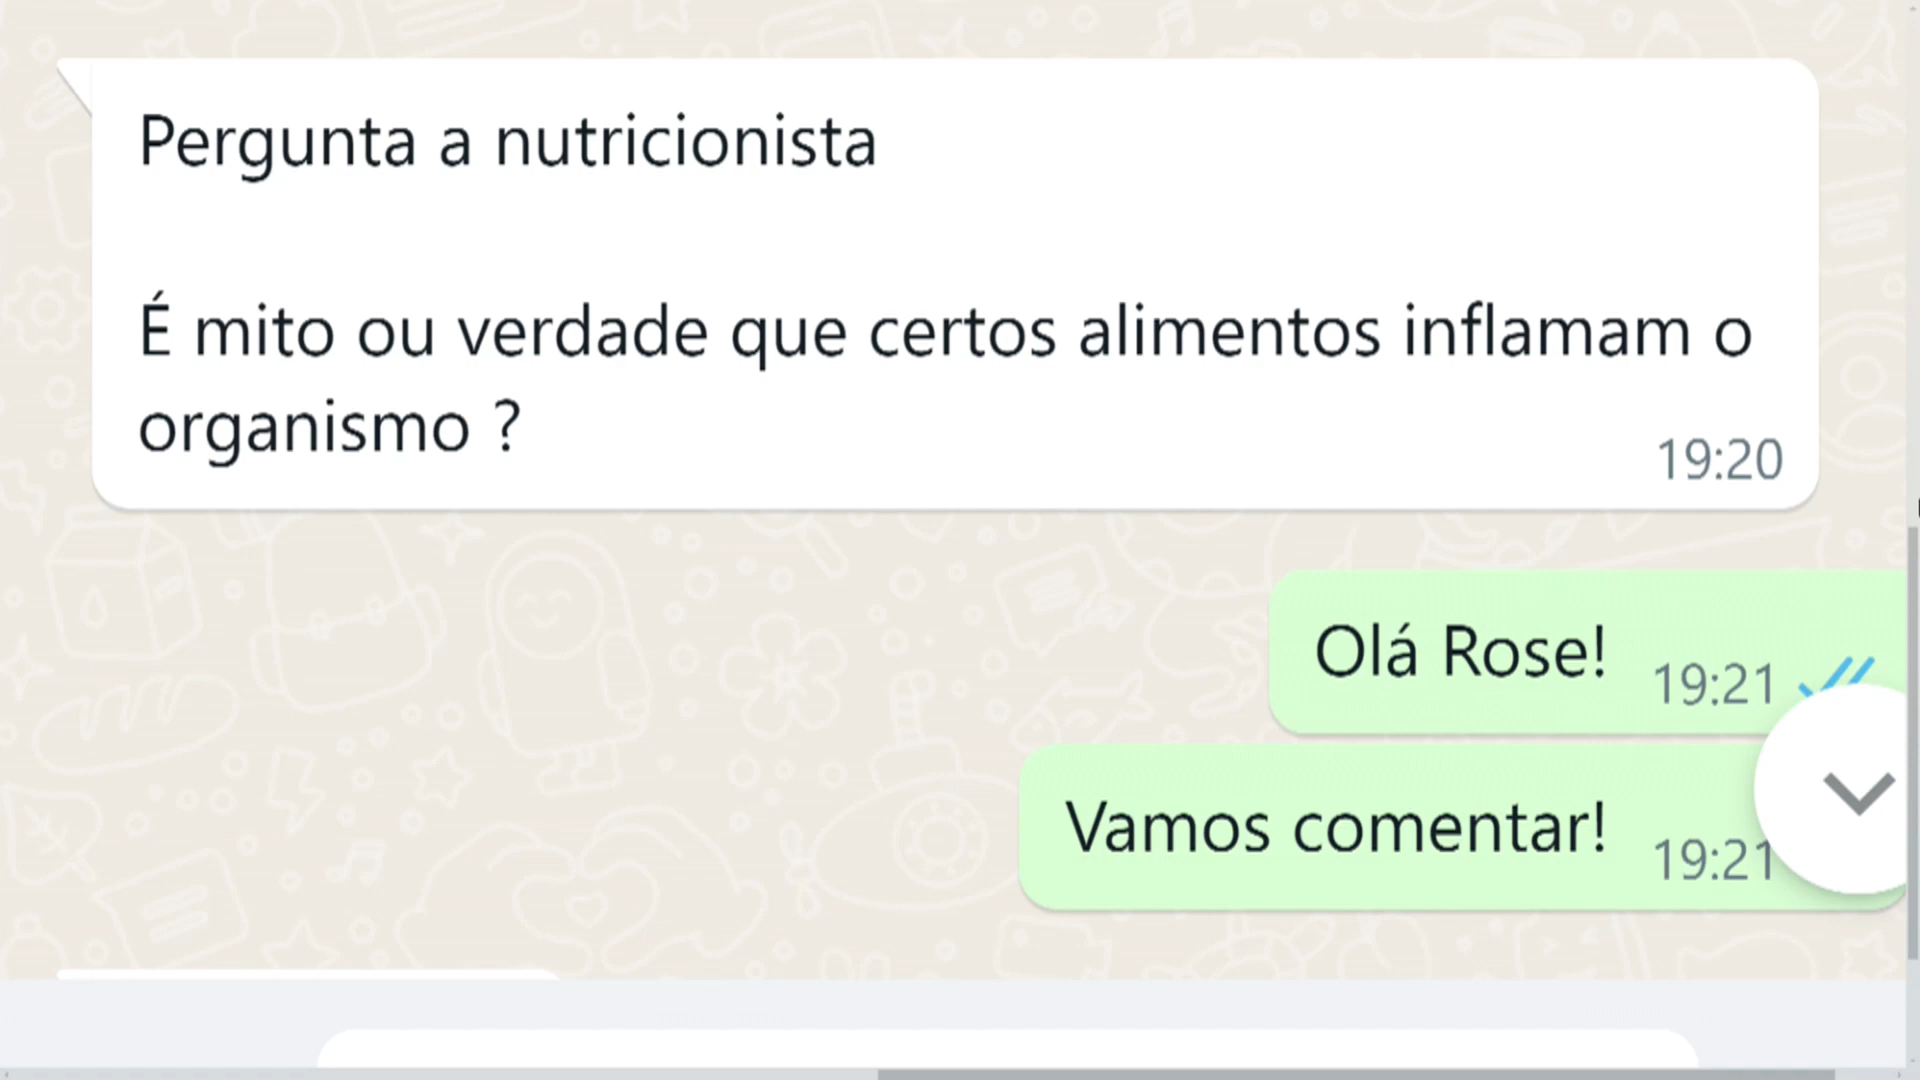 Pergunta a nutricionista
É mito ou verdade que certos alimentos inflamam o
organismo ?
19:20
Olá Rose!
19:21
Vamos comentar!
19:21